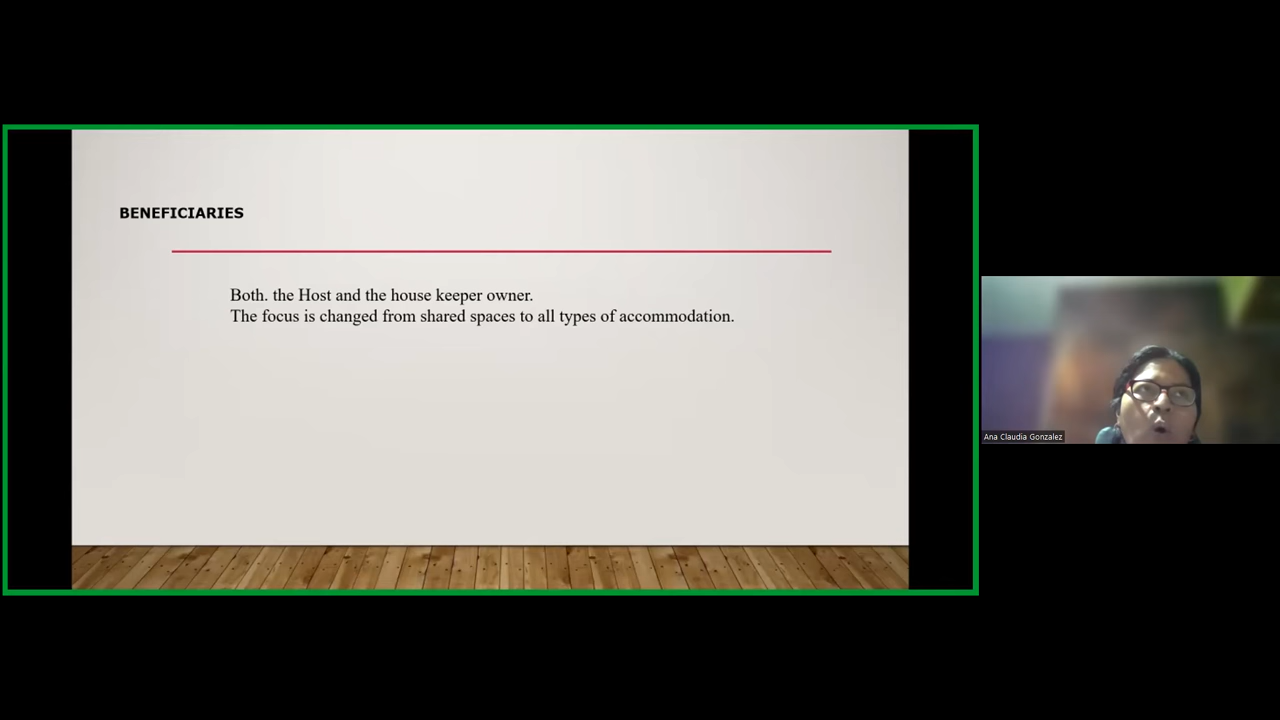 BENEFICIARIES
Both. the Host and the house keeper owner.
The focus is changed from shared spaces to all types of accommodation.
Ana Claudia Gonzalez